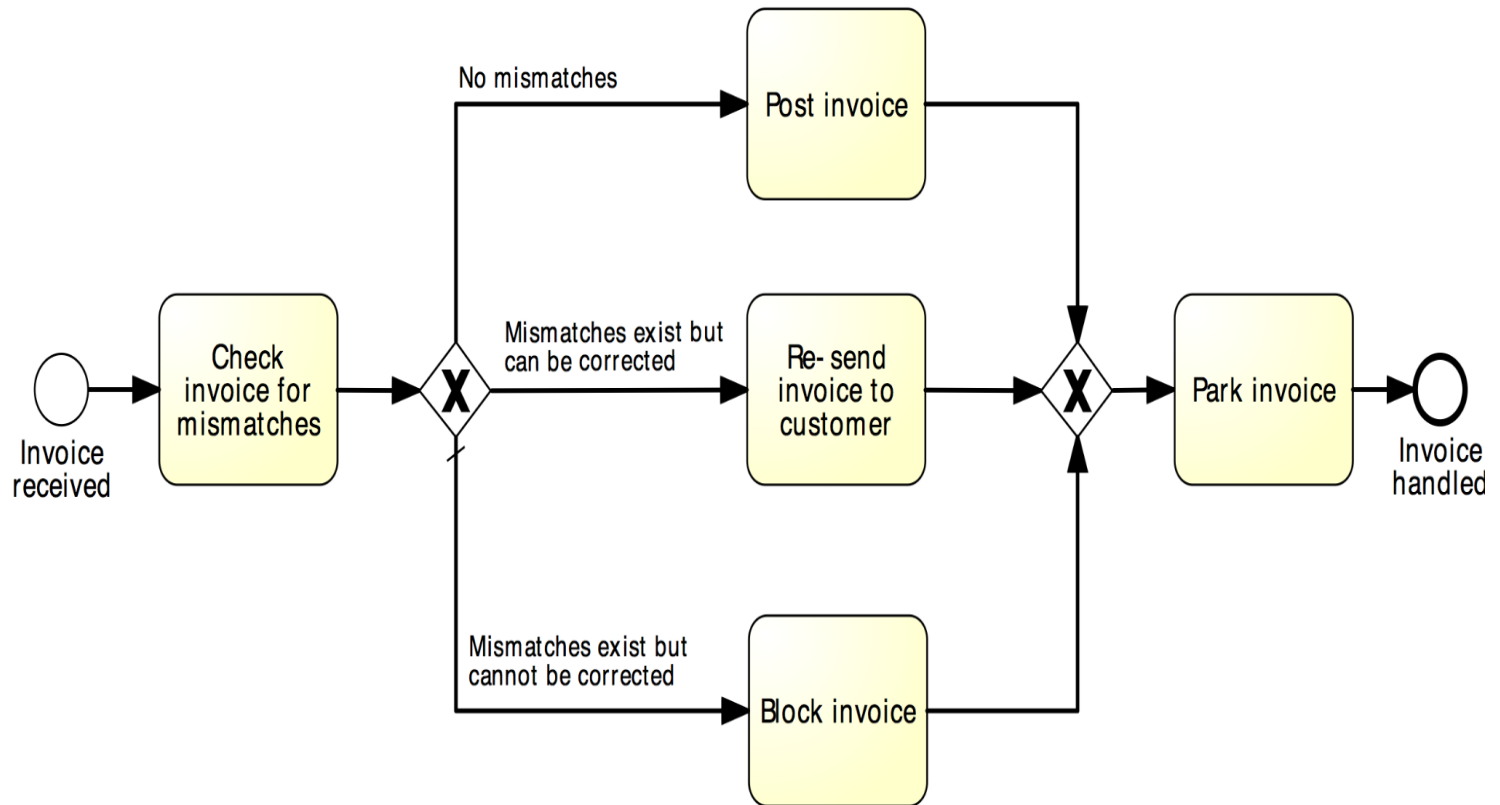 No mismatches
Post invoice
Invoice
received
Check
invoice for
mismatches
X
Mismatches exist but
can be corrected
Re-send
invoice to
customer
X
Park invoice
Invoice
handled
Mismatches exist but
cannot be corrected
Block invoice